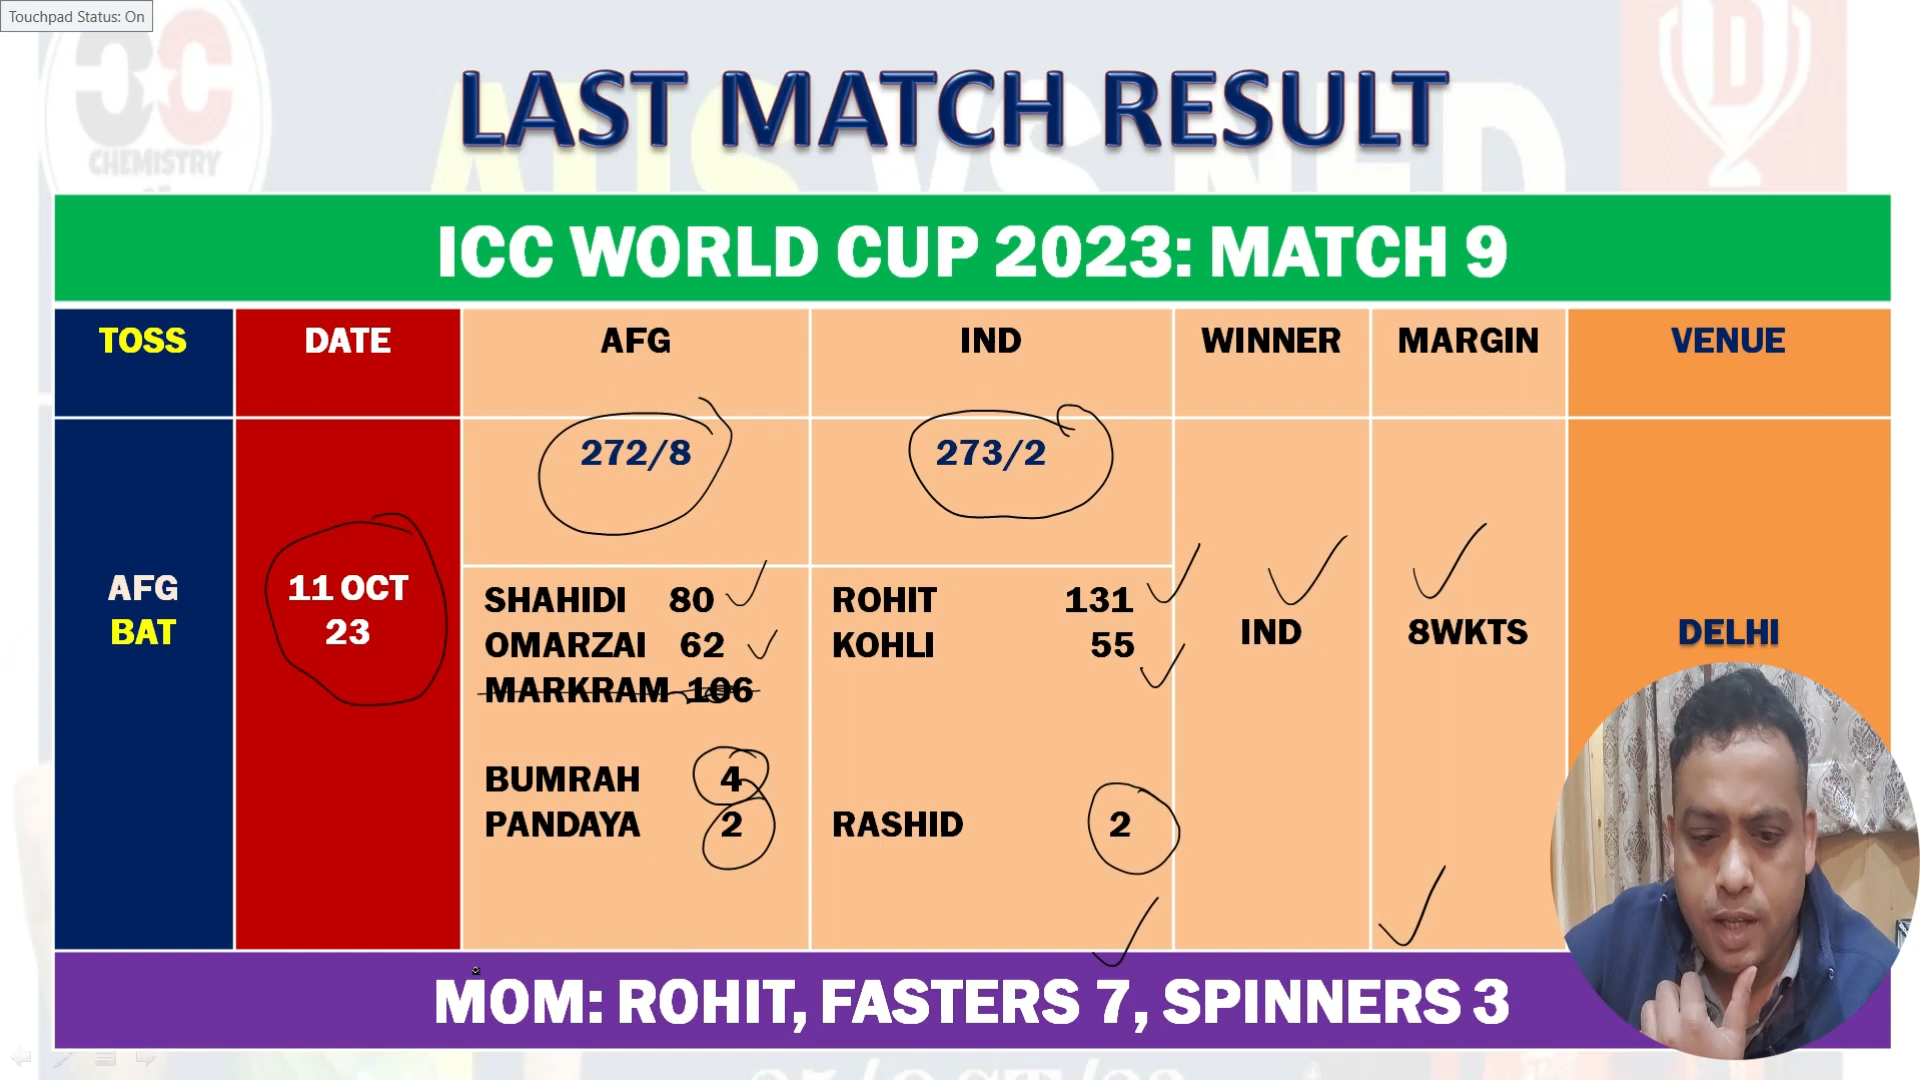 Touchpad Status: On
CHEMISTRY
LAST MATCH RESULT
ICC WORLD CUP 2023: MATCH 9
TOSS DATE AFG IND WINNER MARGIN VENUE
272/8 273/2
AFG
BAT
11 OCT
23
SHAHIDI 80
OMARZAI 62
MARKRAM 106
BUMRAH 4
PANDAYA 2
ROHIT 131
KOHLI 55
RASHID 2
IND
8WKTS
DELHI
MOM: ROHIT, FASTERS 7, SPINNERS 3